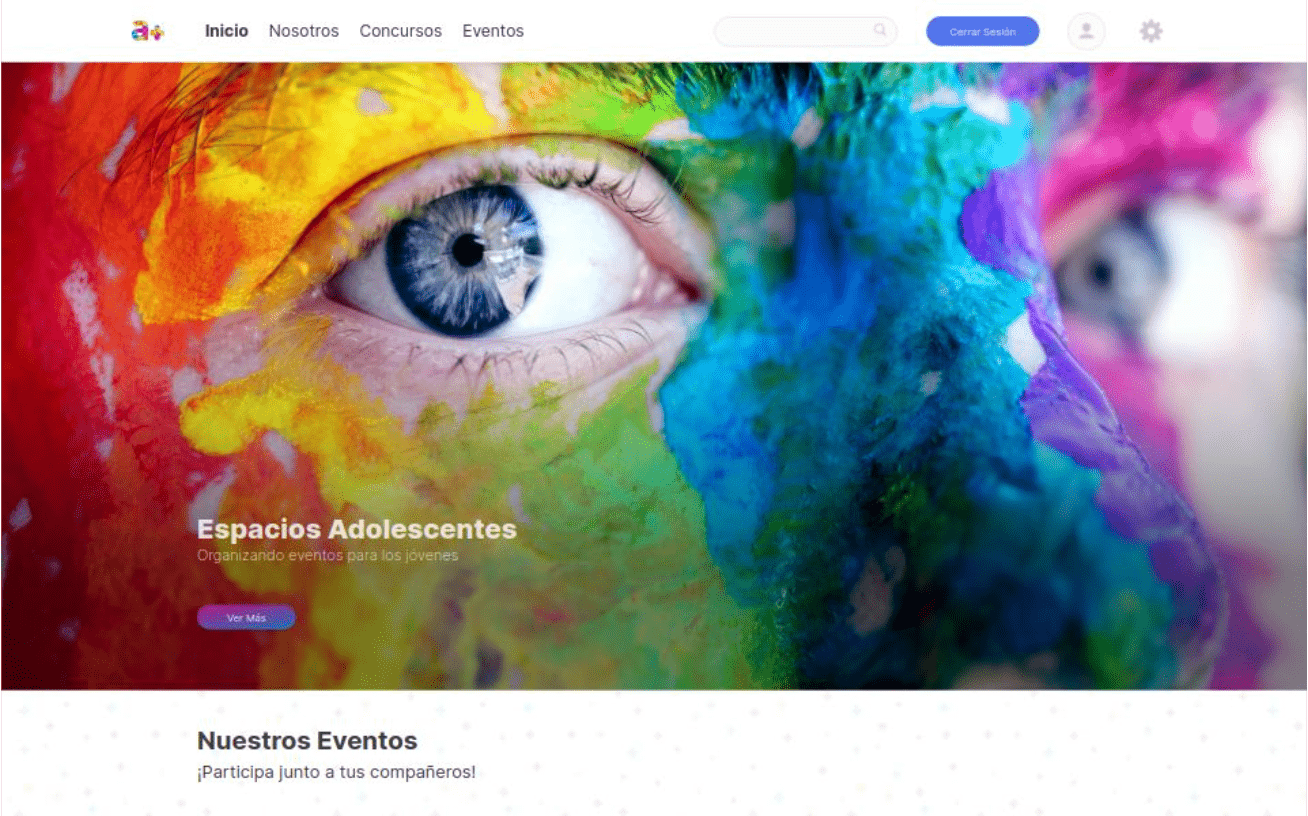 a+
Inicio Nosotros Concursos Eventos
Cerrar Sesión
Espacios Adolescentes
Organizando eventos para los jóvenes
Ver Más
Nuestros Eventos
¡Participa junto a tus compañeros!